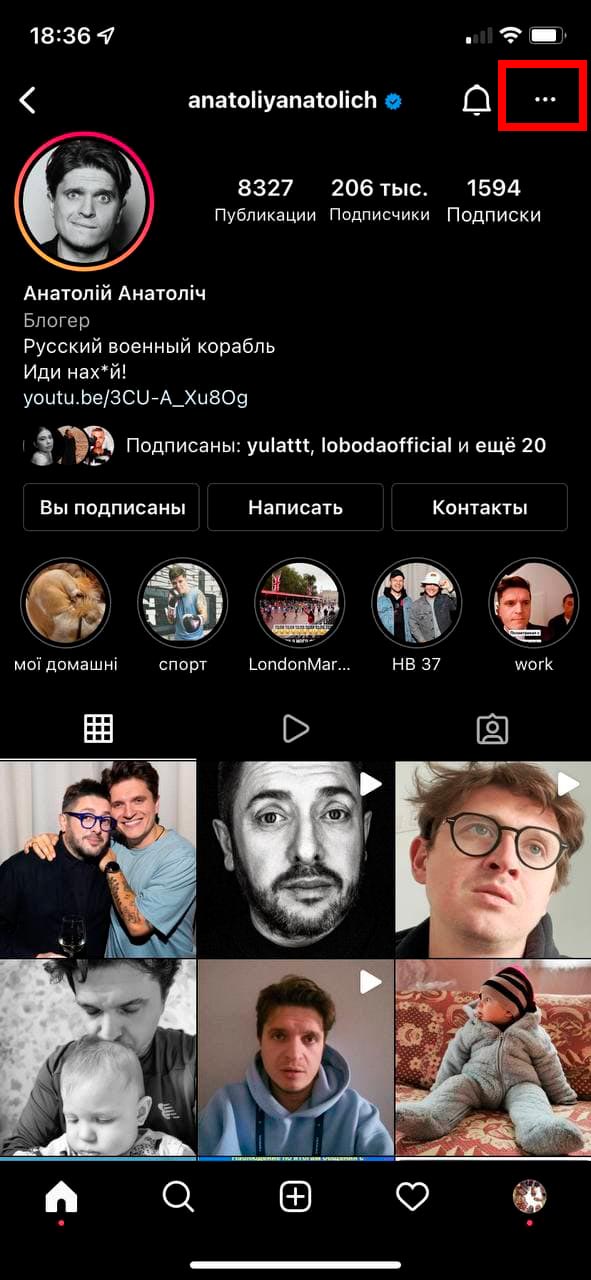 18:36
anatoliyanatolich
8327 206 тыс. 1594
Публикации Подписчики Подписки
Анатолій Анатоліч
Блогер
Русский военный корабль
Иди нах*й!
youtu.be/3CU-A_Xu8Og
Подписаны: yulattt, lobodaofficial и ещё 20
Вы подписаны Написать Контакты
мої домашні спорт LondonMar... НВ 37 work